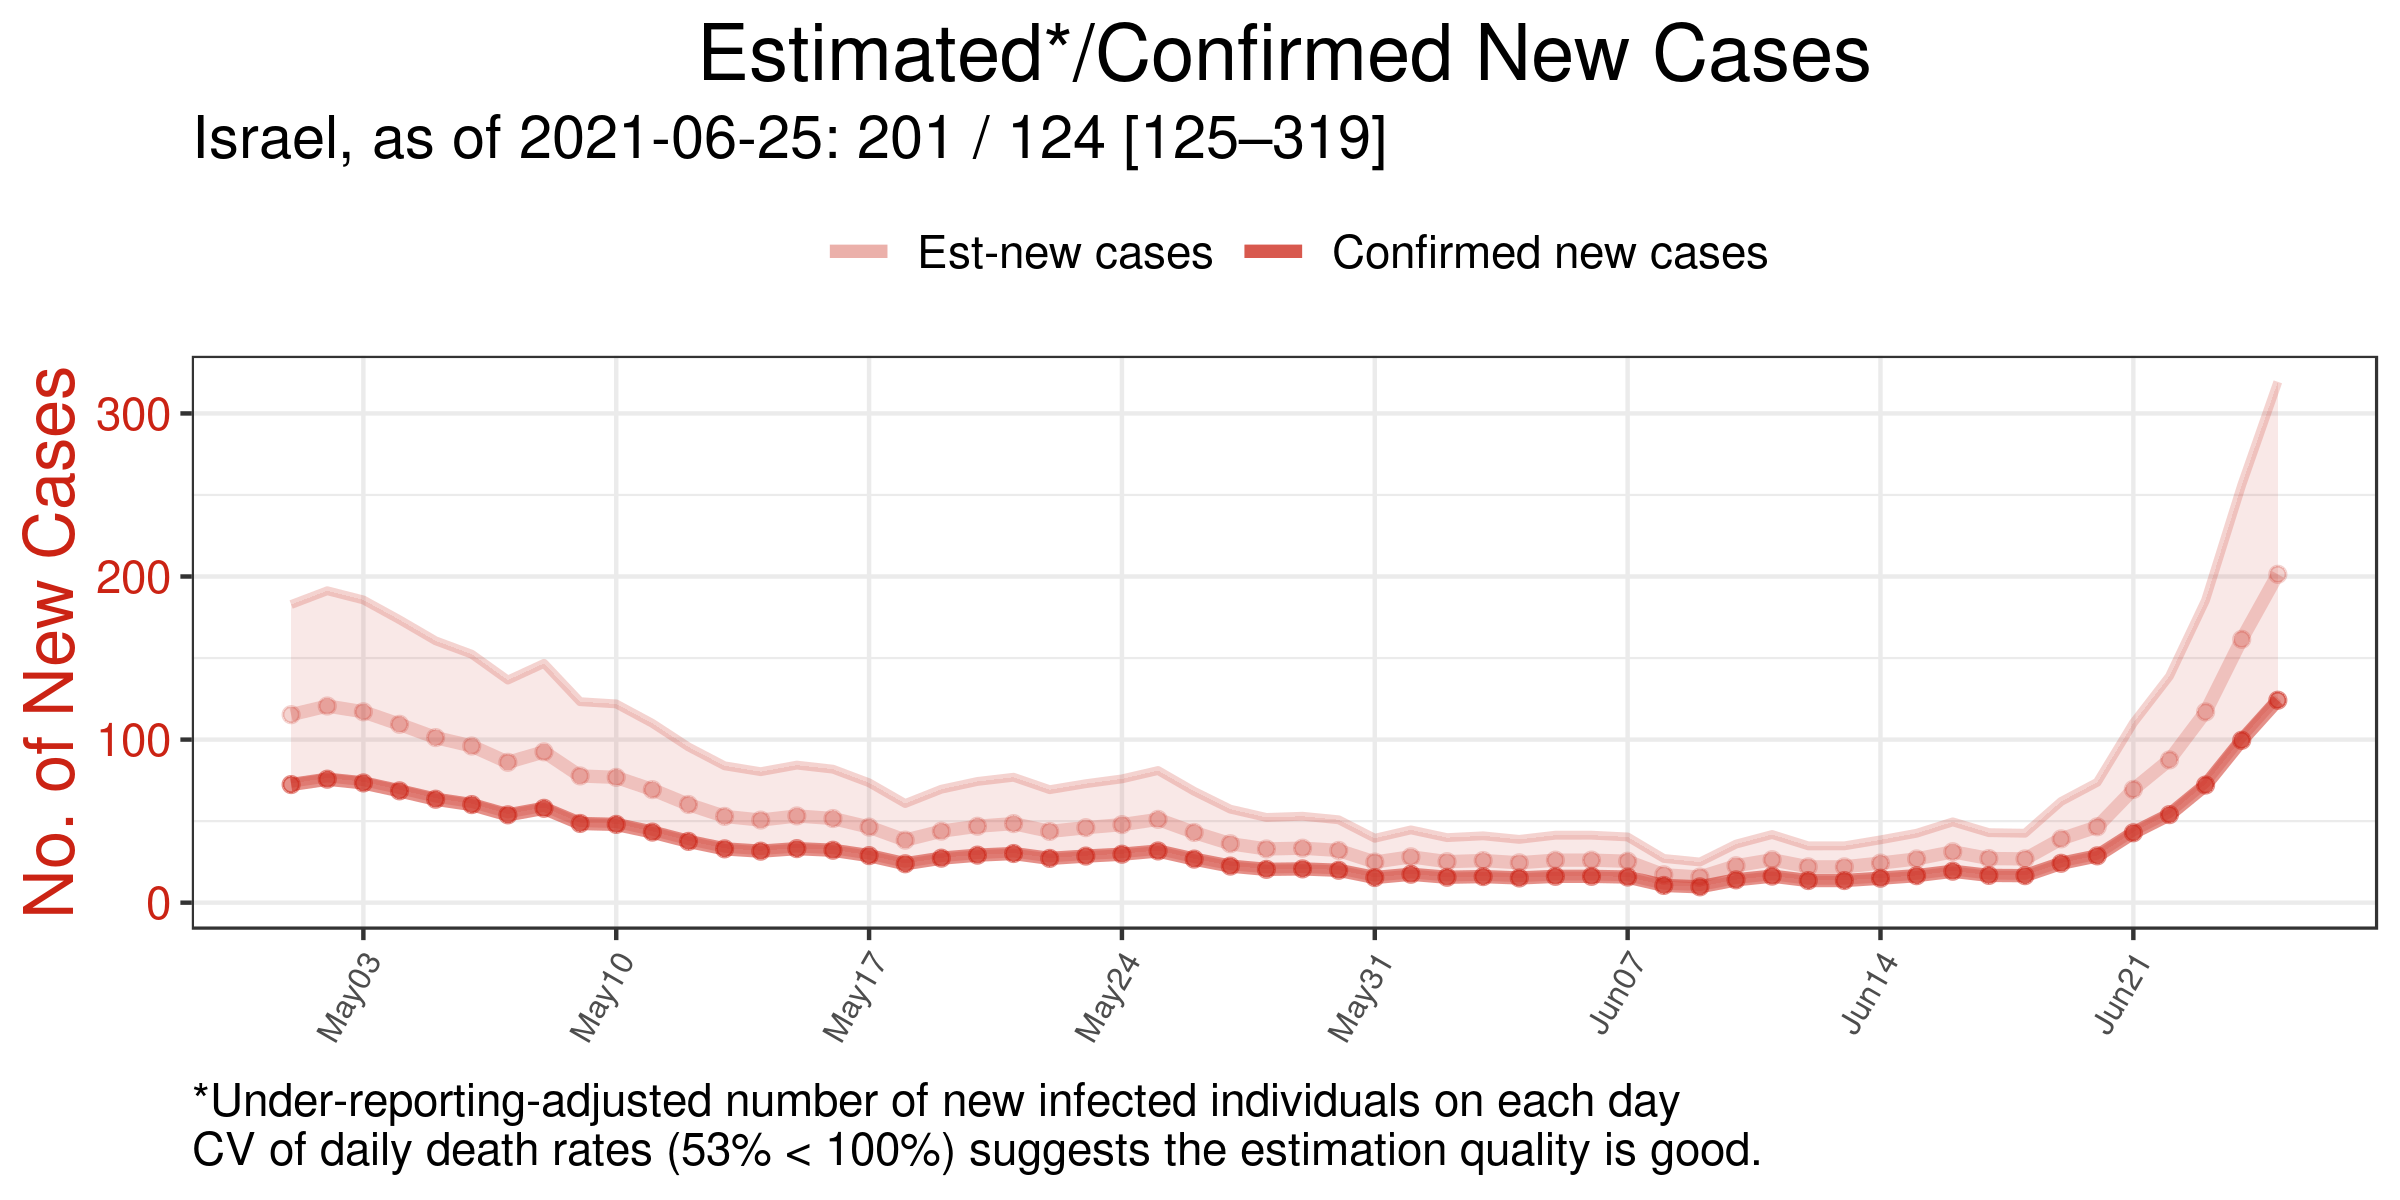 Estimated*/Confirmed New Cases
Israel, as of 2021-06-25: 201 / 124 [125–319]
Est-new cases
Confirmed new cases
No. of New Cases
300
200
100
0
May03
May10
May17
May24
May31
Jun07
Jun14
Jun21
*Under-reporting-adjusted number of new infected individuals on each day
CV of daily death rates (53% < 100%) suggests the estimation quality is good.